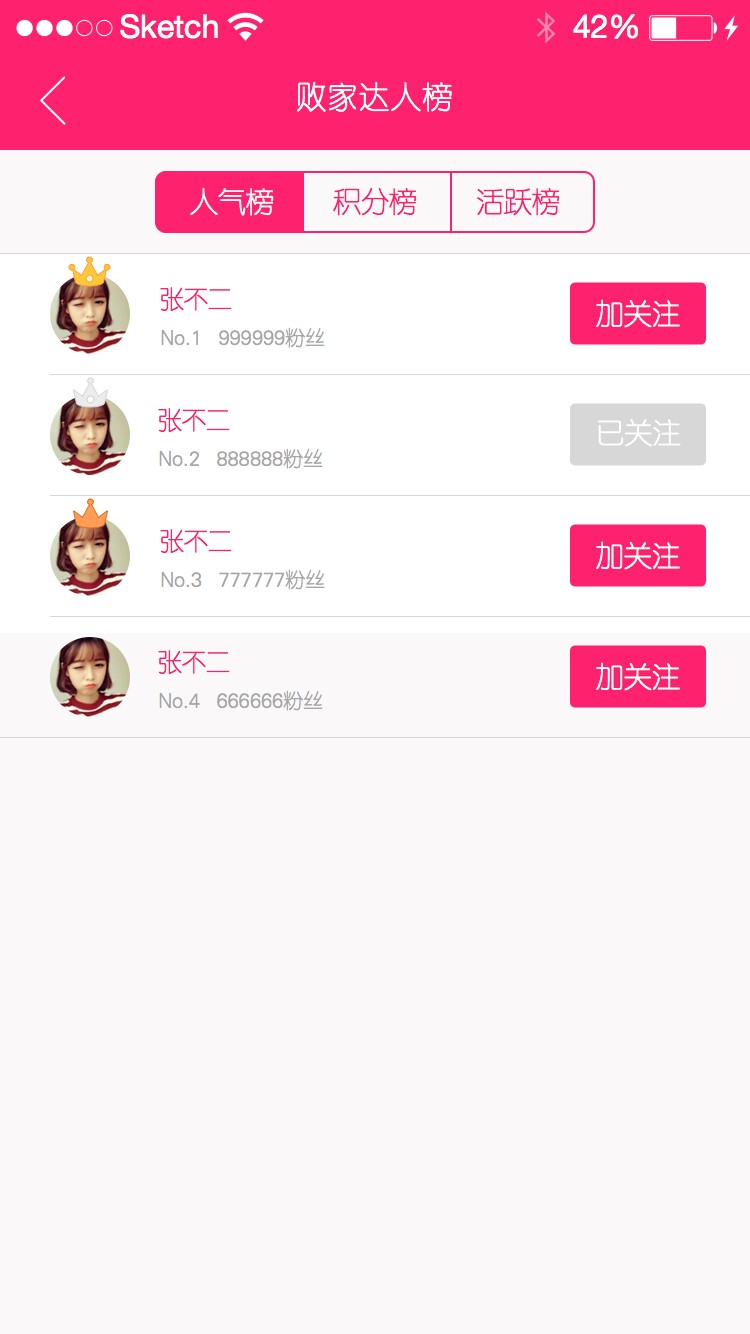 Sketch 42%
败家达人榜
人气榜 积分榜 活跃榜
张不二
No.1 999999粉丝
加关注
张不二
No.2 888888粉丝
已关注
张不二
No.3 777777粉丝
加关注
张不二
No.4 666666粉丝
加关注